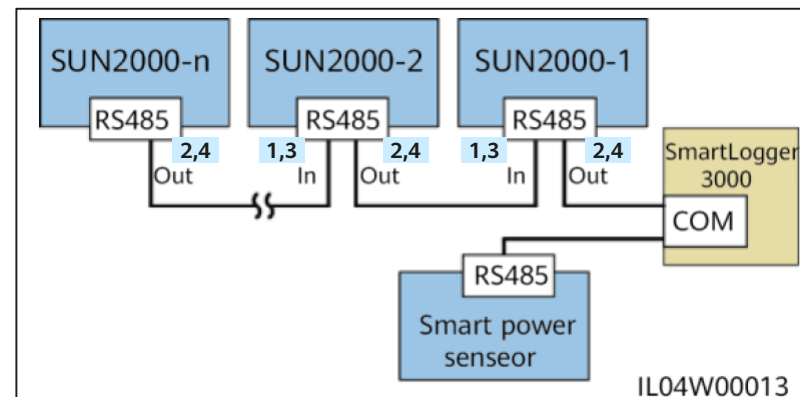 SUN2000-n
SUN2000-2
SUN2000-1
RS485
RS485
RS485
2,4
1,3
2,4
1,3
2,4
Out
In
Out
In
Out
SmartLogger
3000
COM
RS485
Smart power
senseor
IL04W00013